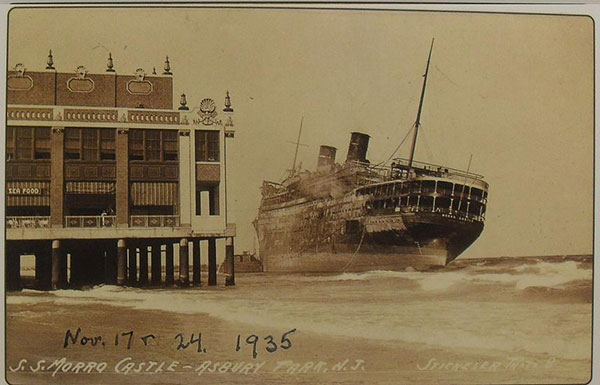 SEA FOOD
Nov. 17 r 24, 1935
S.S. MORRO CASTLE - ASBURY PARK, N.J.